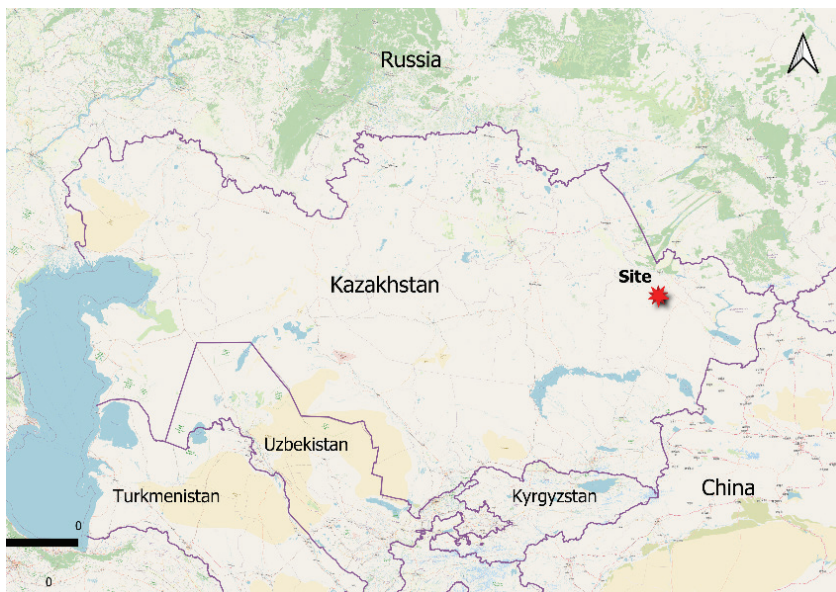 Russia
Site
Kazakhstan
Uzbekistan
Turkmenistan
Kyrgyzstan
China
0
0